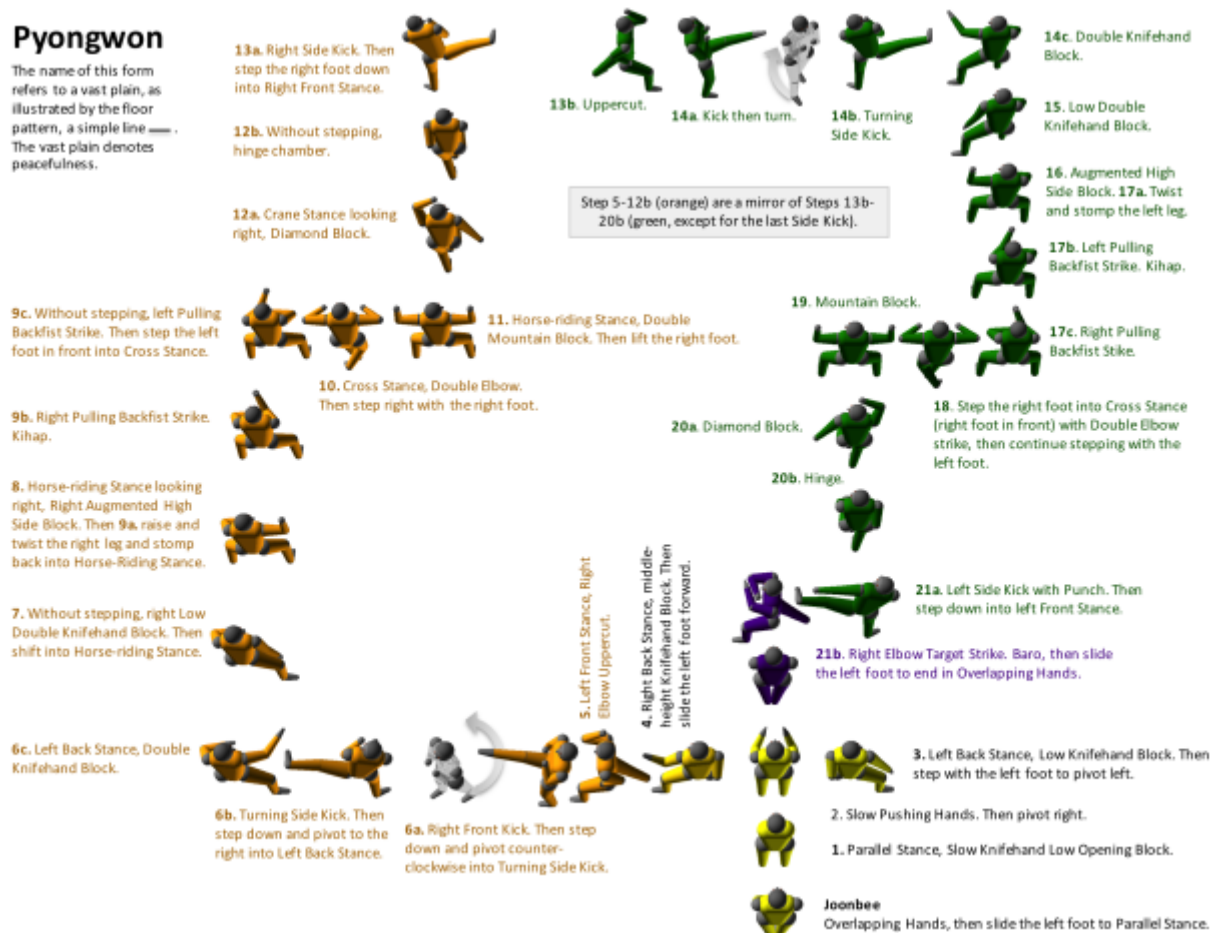 Pyongwon
The name of this form
refers to a vast plain, as
illustrated by the floor
pattern, a simple line — .
The vast plain denotes
peacefulness.
13a. Right Side Kick. Then
step the right foot down
into Right Front Stance.
12b. Without stepping,
hinge chamber.
12a. Crane Stance looking
right, Diamond Block.
9c. Without stepping, left Pulling
Backfist Strike. Then step the left
foot in front into Cross Stance.
11. Horse-riding Stance, Double
Mountain Block. Then lift the right foot.
10. Cross Stance, Double Elbow.
Then step right with the right foot.
9b. Right Pulling Backfist Strike.
Kihap.
8. Horse-riding Stance looking
right, Right Augmented High
Side Block. Then 9a. raise and
twist the right leg and stomp
back into Horse-Riding Stance.
7. Without stepping, right Low
Double Knifehand Block. Then
shift into Horse-riding Stance.
6c. Left Back Stance, Double
Knifehand Block.
6b. Turning Side Kick. Then
step down and pivot to the
right into Left Back Stance.
6a. Right Front Kick. Then step
down and pivot counter-
clockwise into Turning Side Kick.
5. Left Front Stance, Right
Elbow Uppercut.
4. Right Back Stance, middle-
height Knifehand Block. Then
slide the left foot forward.
13b. Uppercut.
14a. Kick then turn.
14b. Turning
Side Kick.
14c. Double Knifehand
Block.
15. Low Double
Knifehand Block.
16. Augmented High
Side Block. 17a. Twist
and stomp the left leg.
17b. Left Pulling
Backfist Strike. Kihap.
Step 5-12b (orange) are a mirror of Steps 13b-
20b (green, except for the last Side Kick).
19. Mountain Block.
17c. Right Pulling
Backfist Stike.
18. Step the right foot into Cross Stance
(right foot in front) with Double Elbow
strike, then continue stepping with the
left foot.
20a. Diamond Block.
20b. Hinge.
21a. Left Side Kick with Punch. Then
step down into left Front Stance.
21b. Right Elbow Target Strike. Baro, then slide
the left foot to end in Overlapping Hands.
3. Left Back Stance, Low Knifehand Block. Then
step with the left foot to pivot left.
2. Slow Pushing Hands. Then pivot right.
1. Parallel Stance, Slow Knifehand Low Opening Block.
Joonbee
Overlapping Hands, then slide the left foot to Parallel Stance.